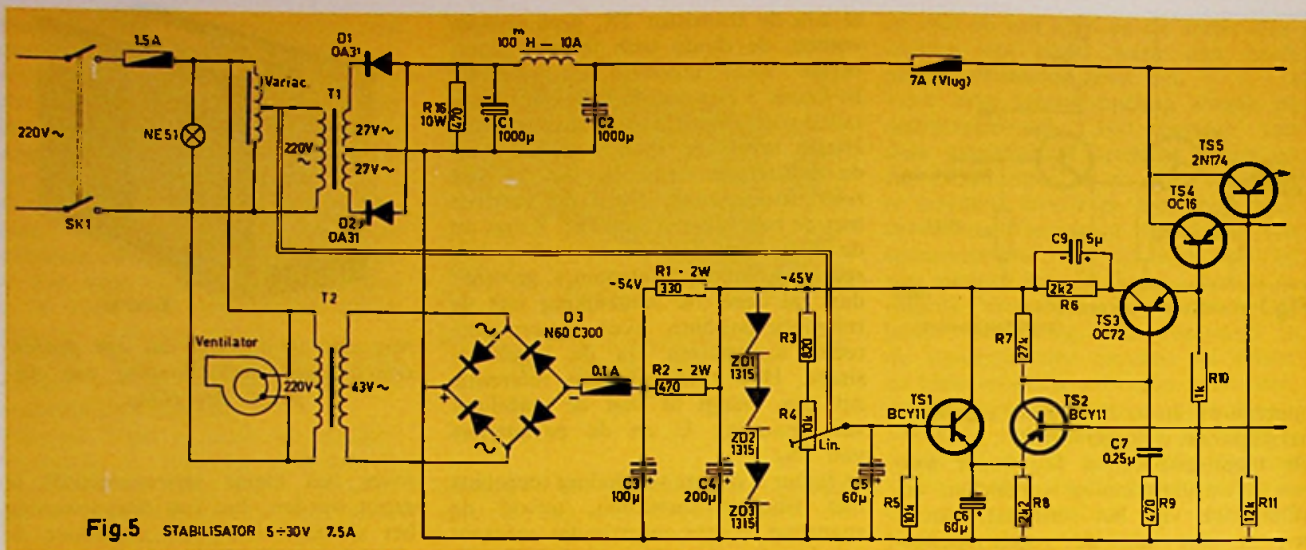 1.5A
D1
OA31
100mH — 10A
7A (Vlug)
Variac.
T1
220V~
NE51
220V
~
27V~
27V~
R16
10W
470
C1
1000µ
C2
1000µ
SK1
D2
OA31
TS5
2N174
TS4
OC16
C9
5µ
2k2
R6
TS3
OC72
T2
Ventilator
220V
43V~
D3
N60C300
0.1A
-54V
R1 - 2W
330
R2 - 2W
470
-45V
ZD1
1315
ZD2
1315
ZD3
1315
R3
820
R4
10k
Lin.
R7
27k
R10
1k
TS1
BCY11
TS2
BCY11
C7
0.25µ
C3
100µ
C4
200µ
C5
60µ
R5
10k
C6
60µ
R8
2k2
R9
470
R11
12k
Fig.5 STABILISATOR 5÷30V 7.5A